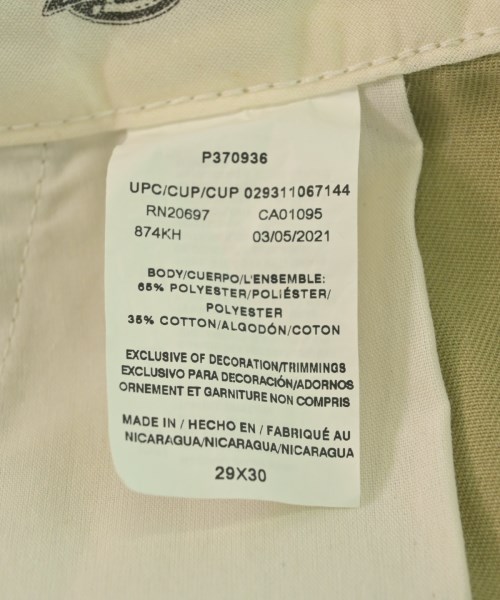 P370936
UPC/CUP/CUP 029311067144
RN20697 CA01095
874KH 03/05/2021
BODY/CUERPO/L'ENSEMBLE:
65% POLYESTER/POLIÉSTER/
POLYESTER
35% COTTON/ALGODÓN/COTON
EXCLUSIVE OF DECORATION/TRIMMINGS
EXCLUSIVO PARA DECORACIÓN/ADORNOS
ORNEMENT ET GARNITURE NON COMPRIS
MADE IN / HECHO EN / FABRIQUÉ AU
NICARAGUA/NICARAGUA/NICARAGUA
29X30